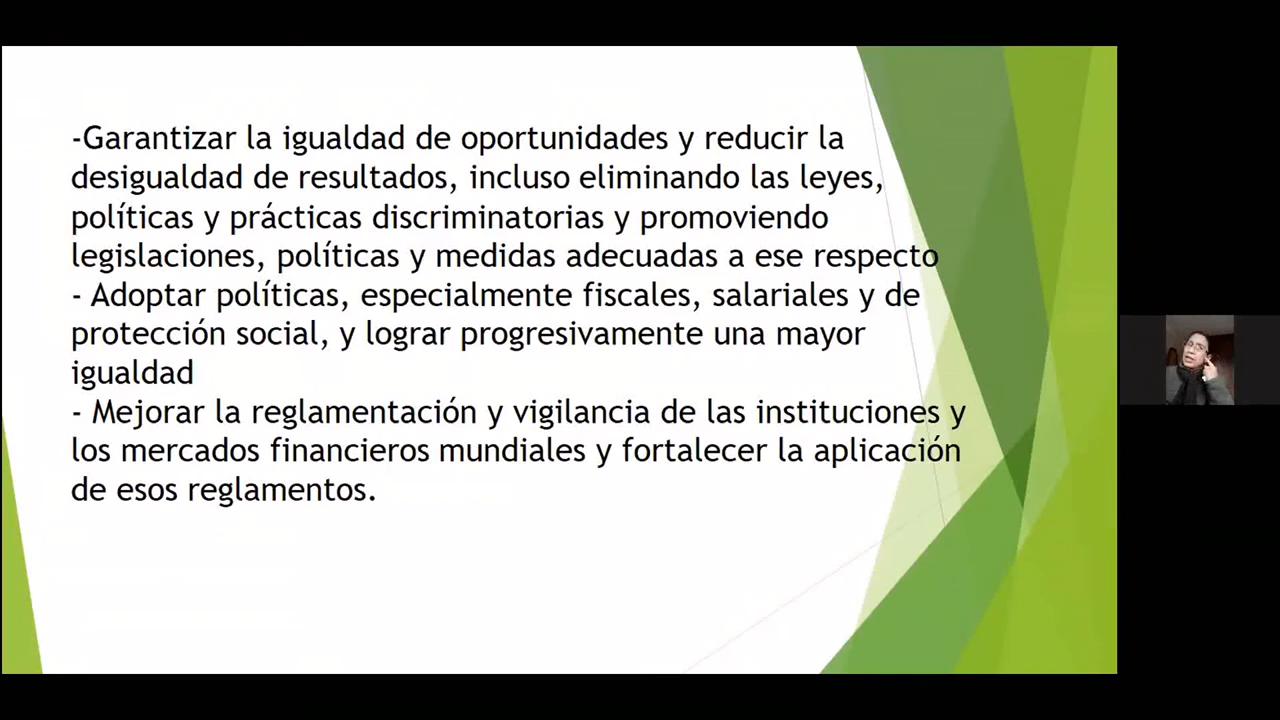 -Garantizar la igualdad de oportunidades y reducir la
desigualdad de resultados, incluso eliminando las leyes,
políticas y prácticas discriminatorias y promoviendo
legislaciones, políticas y medidas adecuadas a ese respecto
- Adoptar políticas, especialmente fiscales, salariales y de
protección social, y lograr progresivamente una mayor
igualdad
- Mejorar la reglamentación y vigilancia de las instituciones y
los mercados financieros mundiales y fortalecer la aplicación
de esos reglamentos.